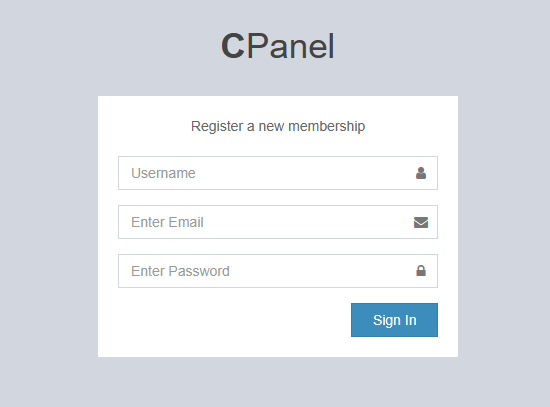 CPanel
Register a new membership
Username
Enter Email
Enter Password
Sign In